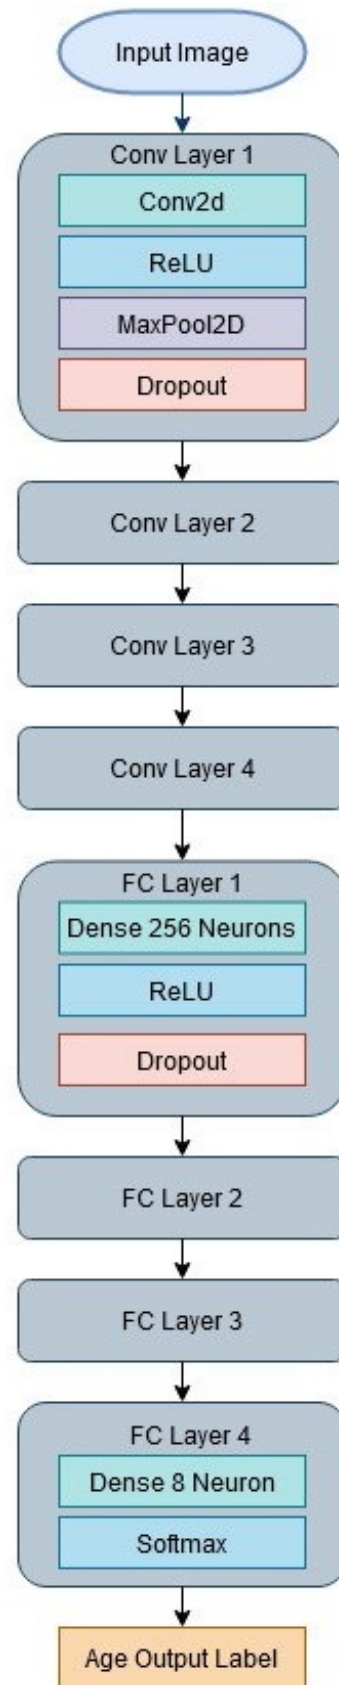 Input Image
Conv Layer 1
Conv2d
ReLU
MaxPool2D
Dropout
Conv Layer 2
Conv Layer 3
Conv Layer 4
FC Layer 1
Dense 256 Neurons
ReLU
Dropout
FC Layer 2
FC Layer 3
FC Layer 4
Dense 8 Neuron
Softmax
Age Output Label